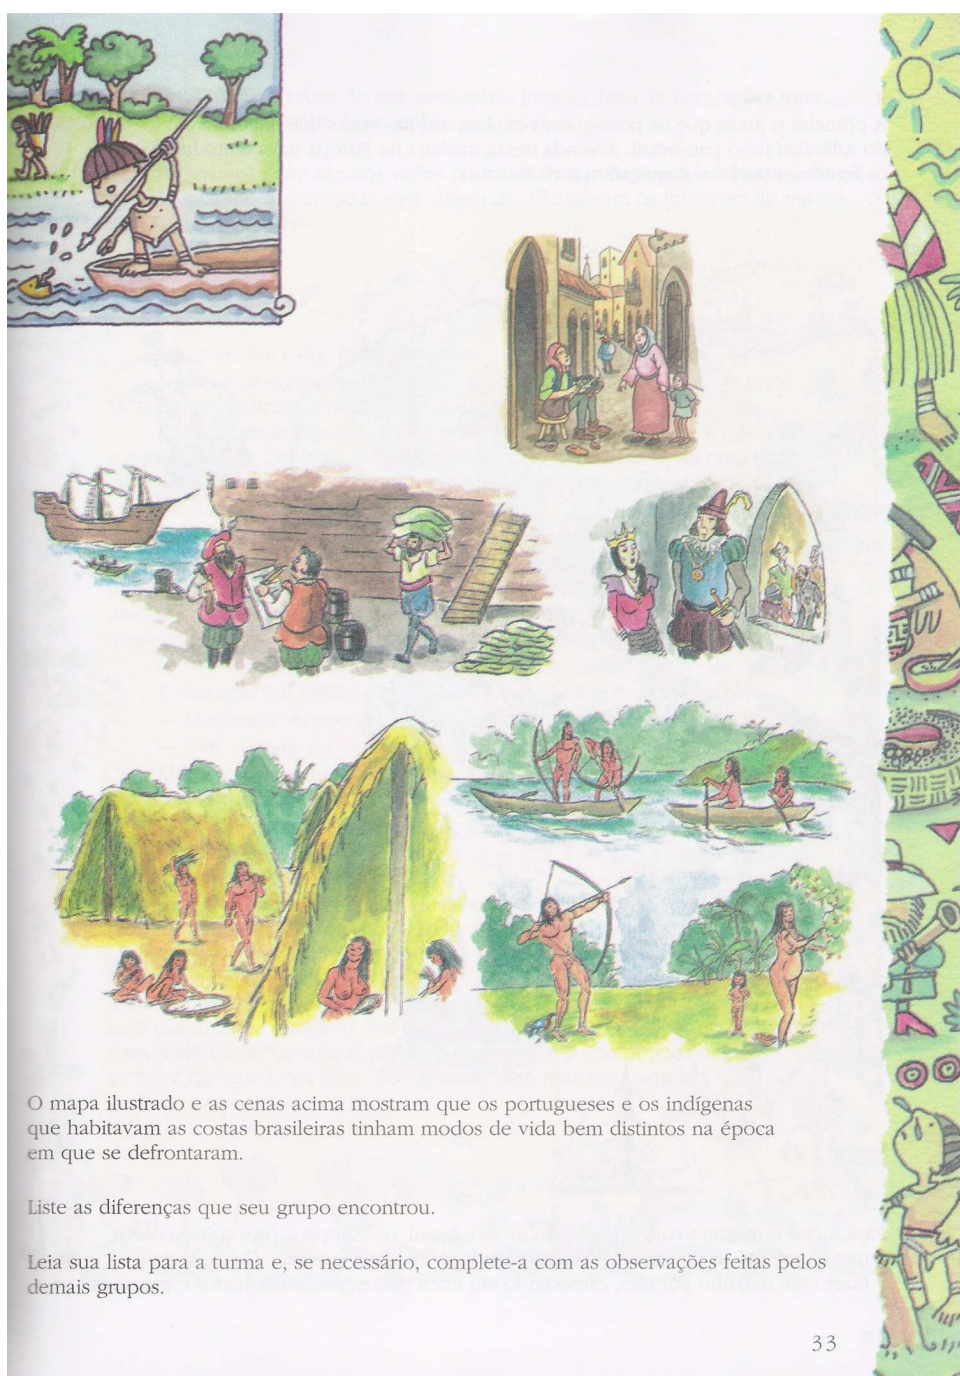 O mapa ilustrado e as cenas acima mostram que os portugueses e os indígenas
que habitavam as costas brasileiras tinham modos de vida bem distintos na época
em que se defrontaram.
Liste as diferenças que seu grupo encontrou.
Leia sua lista para a turma e, se necessário, complete-a com as observações feitas pelos
demais grupos.
33